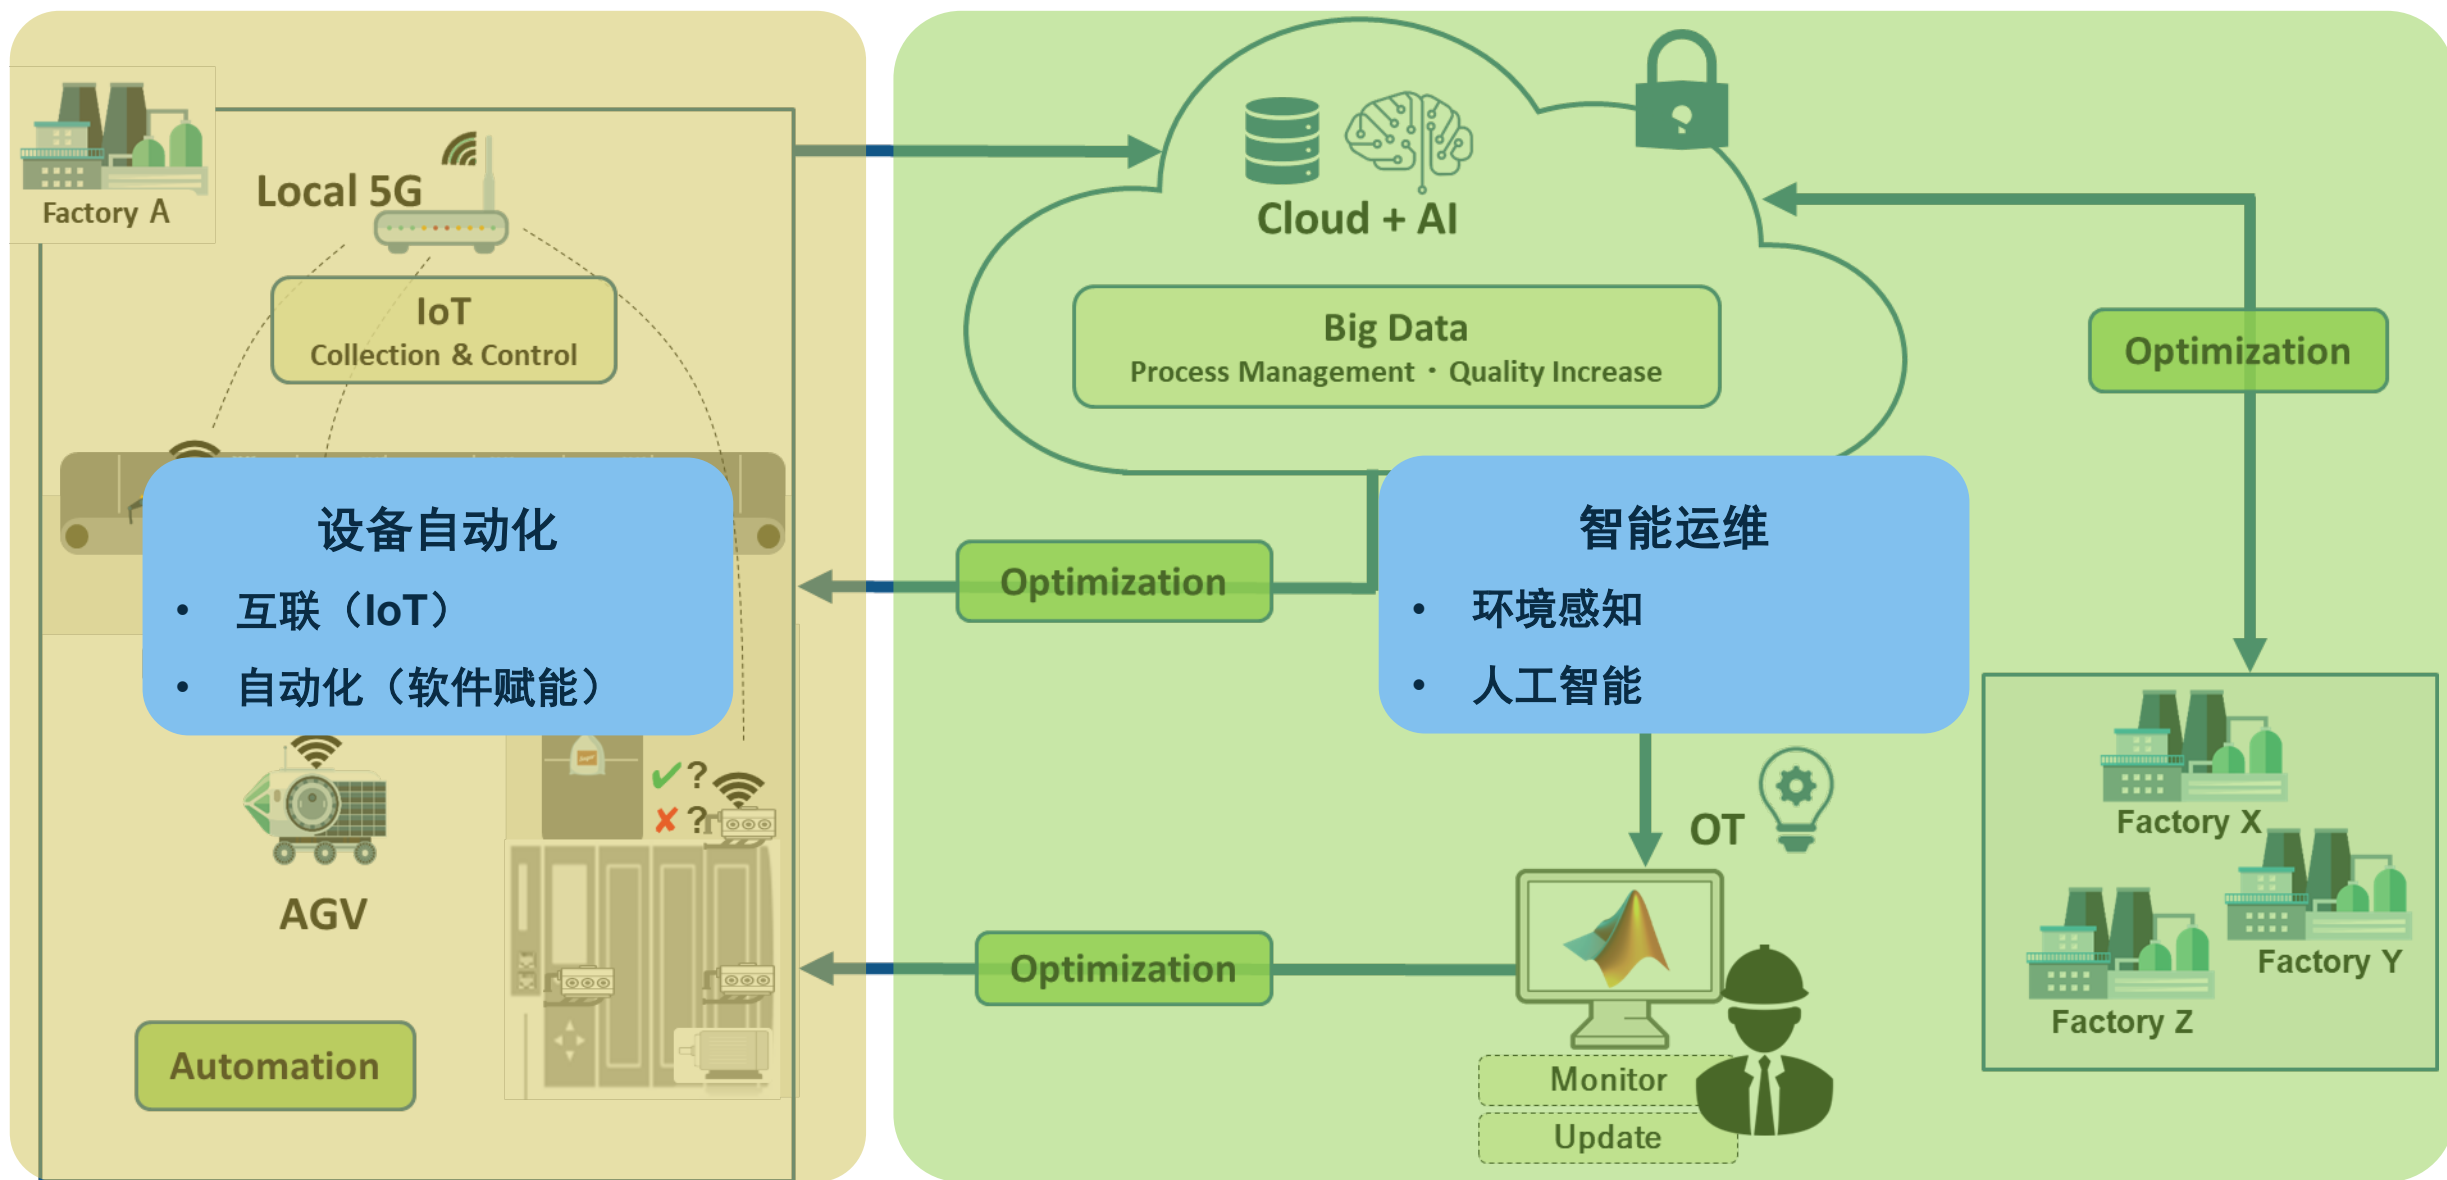 Factory A
Local 5G
IoT
Collection & Control
设备自动化
• 互联（IoT）
• 自动化（软件赋能）
✔?
✘?
AGV
Automation
Cloud + AI
Big Data
Process Management・Quality Increase
Optimization
Optimization
智能运维
• 环境感知
• 人工智能
OT
Optimization
Monitor
Update
Factory X
Factory Y
Factory Z